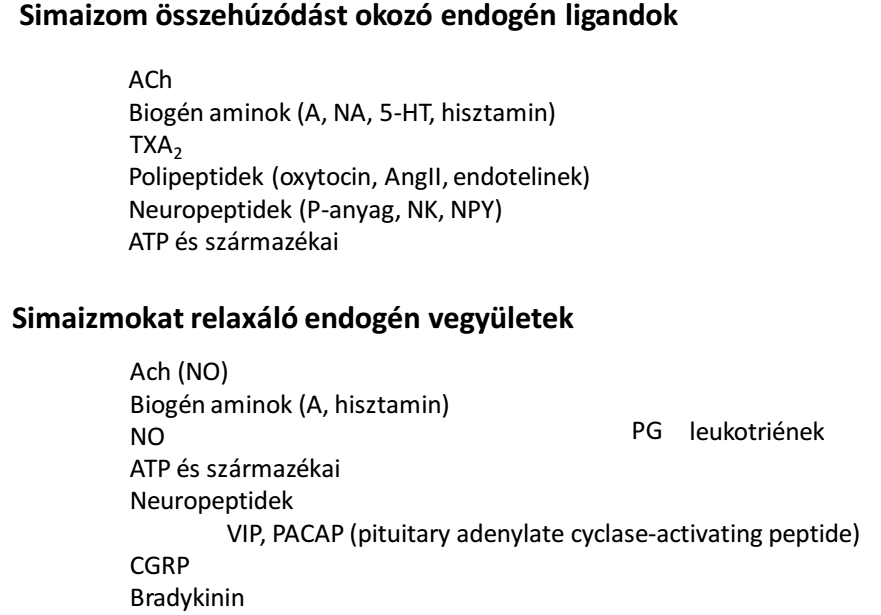 Simaizom összehúzódást okozó endogén ligandok
ACh
Biogén aminok (A, NA, 5-HT, hisztamin)
TXA₂
Polipeptidek (oxytocin, AngII, endotelinek)
Neuropeptidek (P-anyag, NK, NPY)
ATP és származékai
Simaizmokat relaxáló endogén vegyületek
Ach (NO)
Biogén aminok (A, hisztamin)
NO
PG leukotriének
ATP és származékai
Neuropeptidek
VIP, PACAP (pituitary adenylate cyclase-activating peptide)
CGRP
Bradykinin